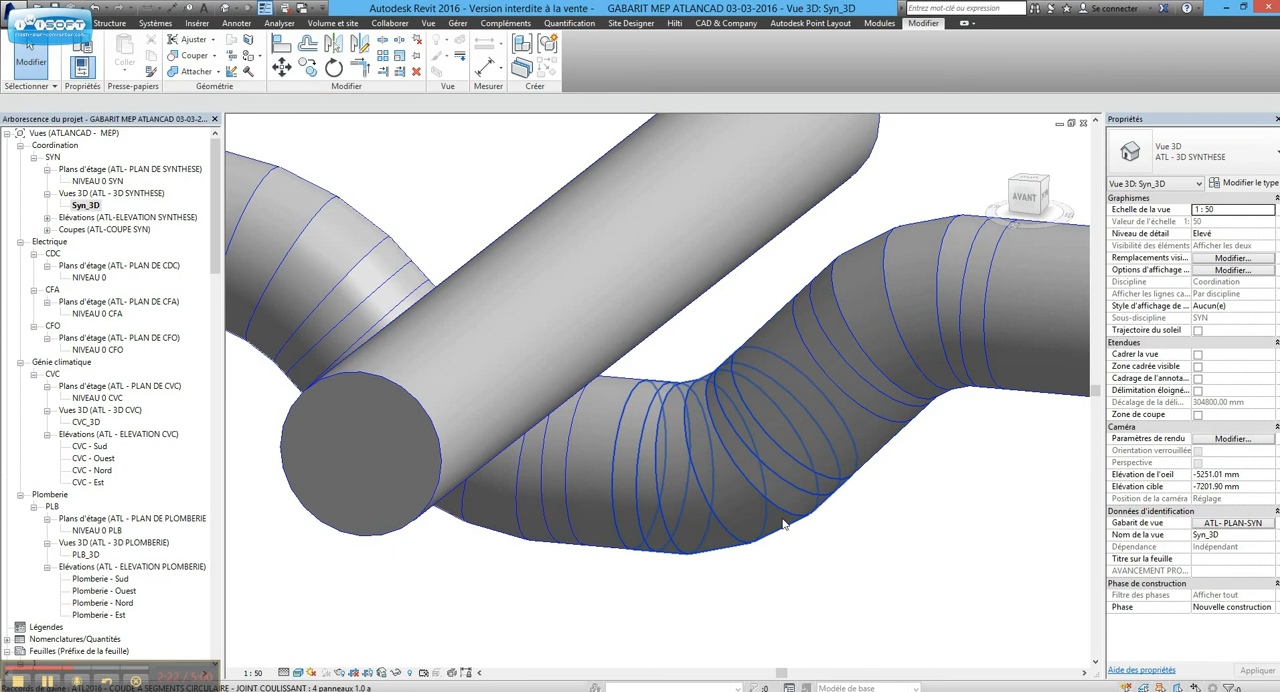 Autodesk Revit 2016 - Version interdite à la vente - GABARIT MEP ATLANCAD 03-03-2016 - Vue 3D: Syn_3D
Entrez mot-clé ou expression
Se connecter
Structure Systèmes Insérer Annoter Analyser Volume et site Collaborer Vue Gérer Compléments Quantification Site Designer Hilti CAD & Company Autodesk Point Layout Modules Modifier
Modifier
Coller
Ajuster
Couper
Attacher
Sélectionner Propriétés Presse-papiers Géométrie Modifier Vue Mesurer Créer
Arborescence du projet - GABARIT MEP ATLANCAD 03-03-2...
Vues (ATLANCAD - MEP)
Coordination
SYN
Plans d'étage (ATL - PLAN DE SYNTHESE)
NIVEAU 0 SYN
Vues 3D (ATL - 3D SYNTHESE)
Syn_3D
Elévations (ATL-ELEVATION SYNTHESE)
Coupes (ATL-COUPE SYN)
Electrique
CDC
Plans d'étage (ATL- PLAN DE CDC)
NIVEAU 0
CFA
Plans d'étage (ATL - PLAN DE CFA)
NIVEAU 0 CFA
CFO
Plans d'étage (ATL - PLAN DE CFO)
NIVEAU 0 CFO
Génie climatique
CVC
Plans d'étage (ATL - PLAN DE CVC)
NIVEAU 0 CVC
Vues 3D (ATL - 3D CVC)
CVC_3D
Elévations (ATL - ELEVATION CVC)
CVC - Sud
CVC - Ouest
CVC - Nord
CVC - Est
Plomberie
PLB
Plans d'étage (ATL - PLAN DE PLOMBERIE
NIVEAU 0 PLB
Vues 3D (ATL - 3D PLOMBERIE)
PLB_3D
Elévations (ATL - ELEVATION PLOMBERIE)
Plomberie - Sud
Plomberie - Ouest
Plomberie - Nord
Plomberie - Est
Légendes
Nomenclatures/Quantités
Feuilles (Préfixe de la feuille)
AVANT
Propriétés
Vue 3D
ATL - 3D SYNTHESE
Vue 3D: Syn_3D
Modifier le type
Graphismes
Echelle de la vue 1 : 50
Valeur de l'échelle 1: 50
Niveau de détail Elevé
Visibilité des éléments Afficher les deux
Remplacements visi... Modifier...
Options d'affichage ... Modifier...
Discipline Coordination
Afficher les lignes ca... Par discipline
Style d'affichage de ... Aucun(e)
Sous-discipline SYN
Trajectoire du soleil
Etendues
Cadrer la vue
Zone cadrée visible
Cadrage de l'annota...
Délimitation éloigné...
Décalage de la déli... 304800.00 mm
Zone de coupe
Caméra
Paramètres de rendu Modifier...
Orientation verrouillée
Perspective
Elévation de l'oeil -5251.01 mm
Elévation cible -7201.90 mm
Position de la caméra Réglage
Données d'identification
Gabarit de vue ATL- PLAN-SYN
Nom de la vue Syn_3D
Dépendance Indépendant
Titre sur la feuille
AVANCEMENT PRO...
Phase de construction
Filtre des phases Afficher tout
Phase Nouvelle construction
Aide des propriétés Appliquer
1 : 50
Raccords de gaine : ATL2016 - COUDE A SEGMENTS CIRCULAIRE - JOINT COULISSANT : 4 panneaux 1.0 a
:0 Modèle de base